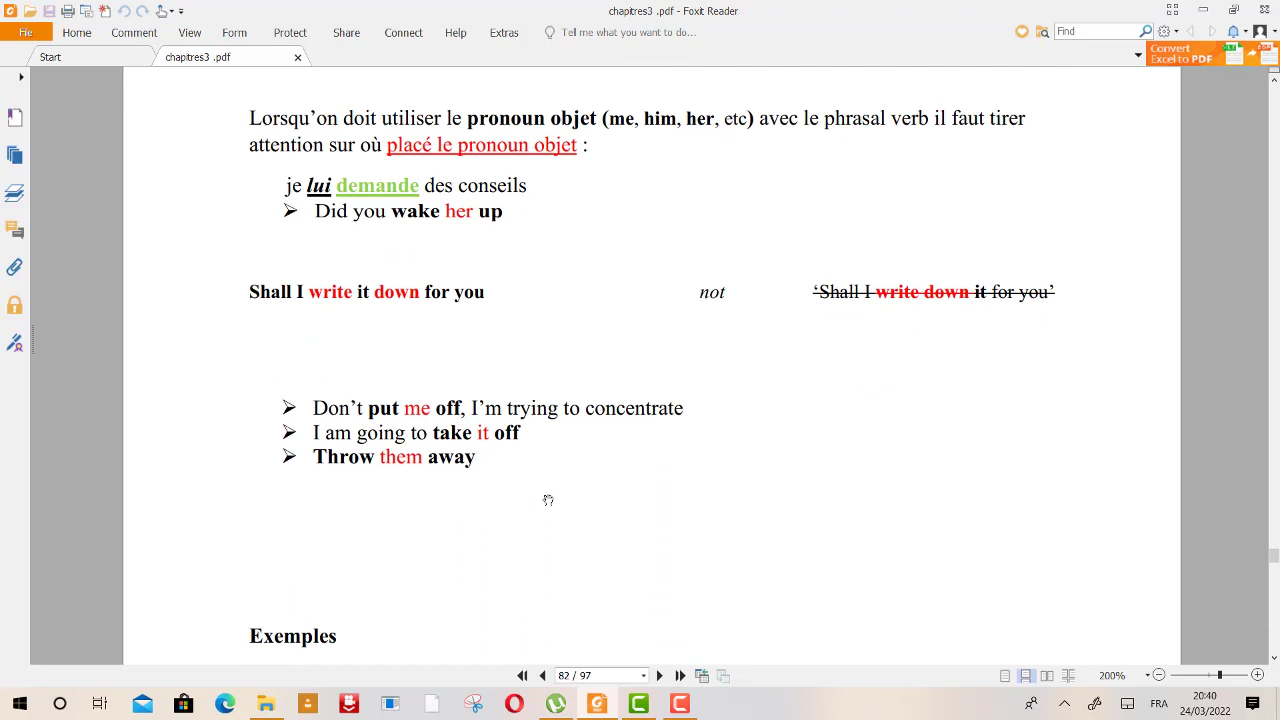 chapitres3 .pdf - Foxit Reader
File Home Comment View Form Protect Share Connect Help Extras Tell me what you want to do... Find
Start chapitres3 .pdf Convert
Excel to PDF
Lorsqu’on doit utiliser le pronoun objet (me, him, her, etc) avec le phrasal verb il faut tirer
attention sur où placé le pronoun objet :
je lui demande des conseils
➢ Did you wake her up
Shall I write it down for you not ‘Shall I write down it for you’
➢ Don’t put me off, I’m trying to concentrate
➢ I am going to take it off
➢ Throw them away
Exemples
82 / 97 200%
FRA 20:40
24/03/2022